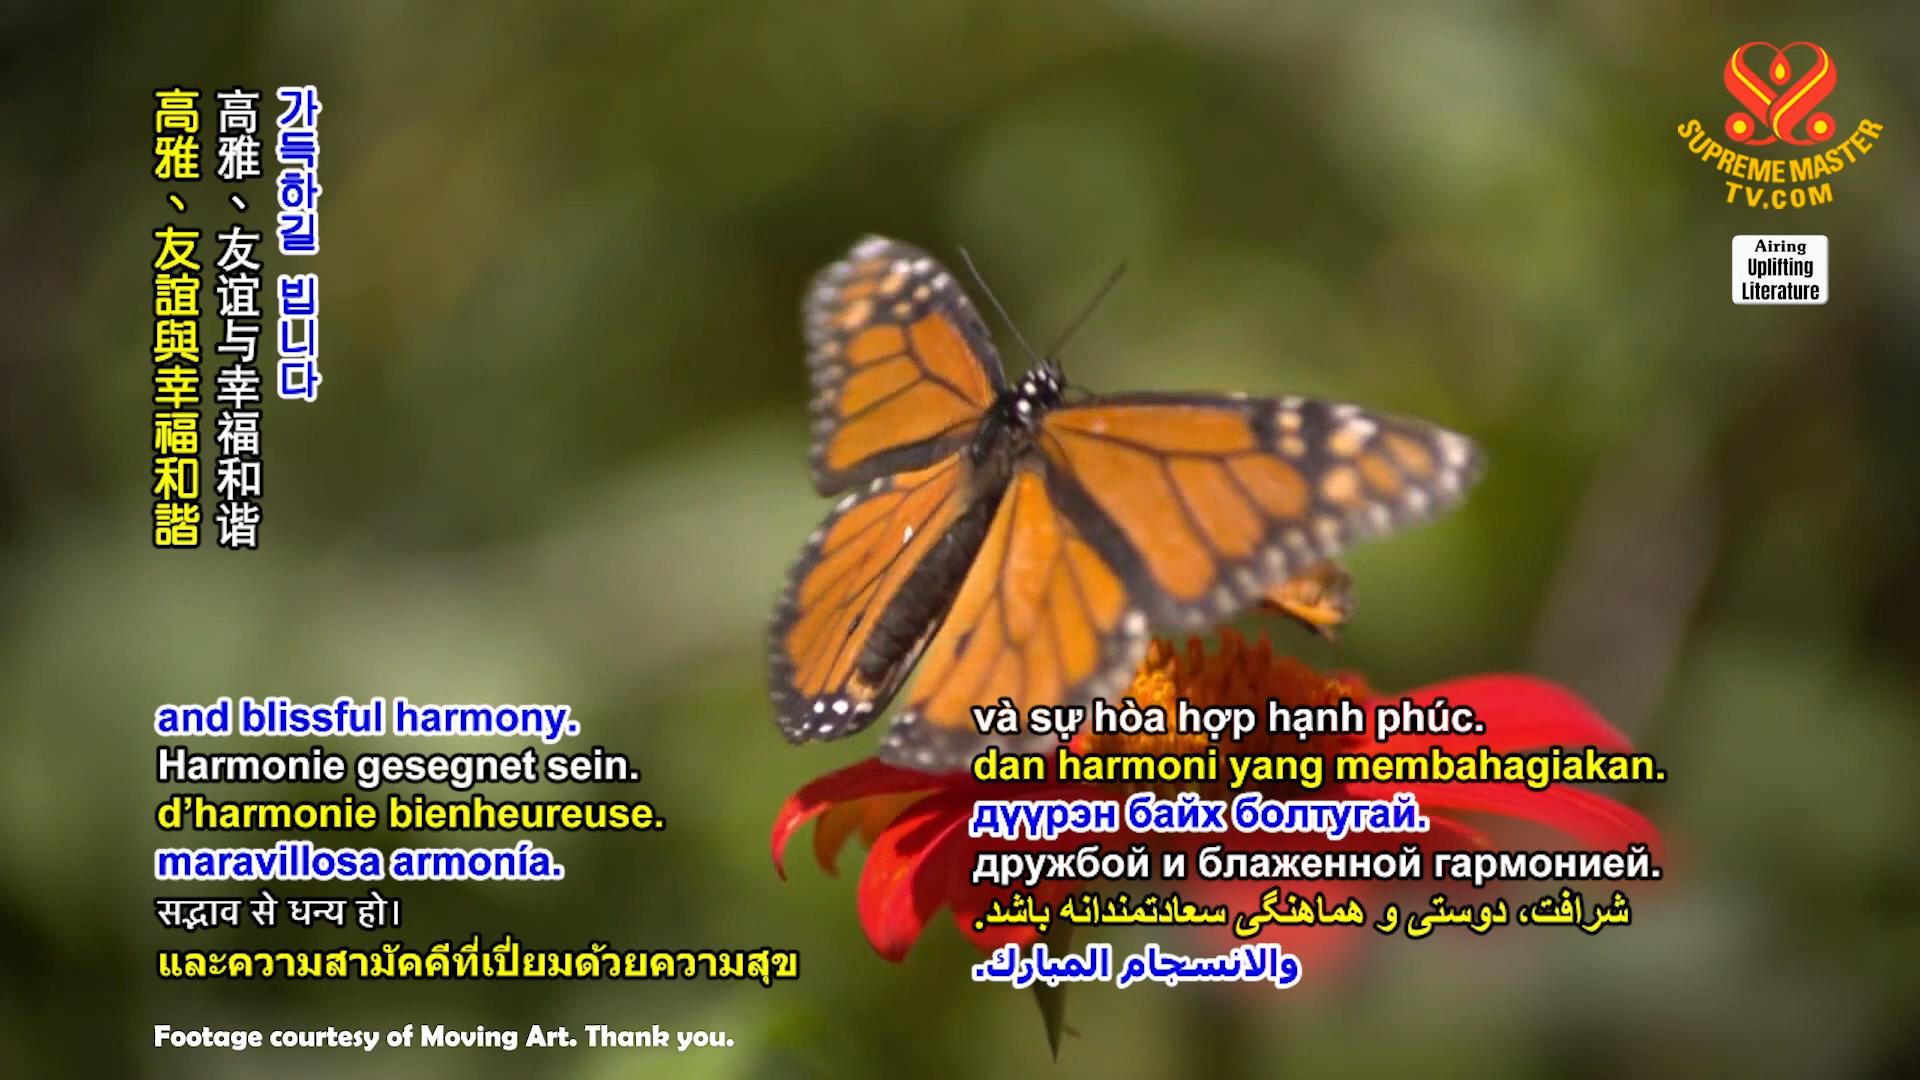 가득하길 빕니다
高雅、友谊与幸福和谐
高雅、友誼與幸福和諧
SUPREME MASTER
TV.COM
Airing
Uplifting
Literature
and blissful harmony.
Harmonie gesegnet sein.
d’harmonie bienheureuse.
maravillosa armonía.
सद्भाव से धन्य हो।
และความสามัคคีที่เปี่ยมด้วยความสุข
và sự hòa hợp hạnh phúc.
dan harmoni yang membahagiakan.
дүүрэн байх болтугай.
дружбой и блаженной гармонией.
شرافت، دوستی و هماهنگی سعادتمندانه باشد.
والانسجام المبارك.
Footage courtesy of Moving Art. Thank you.